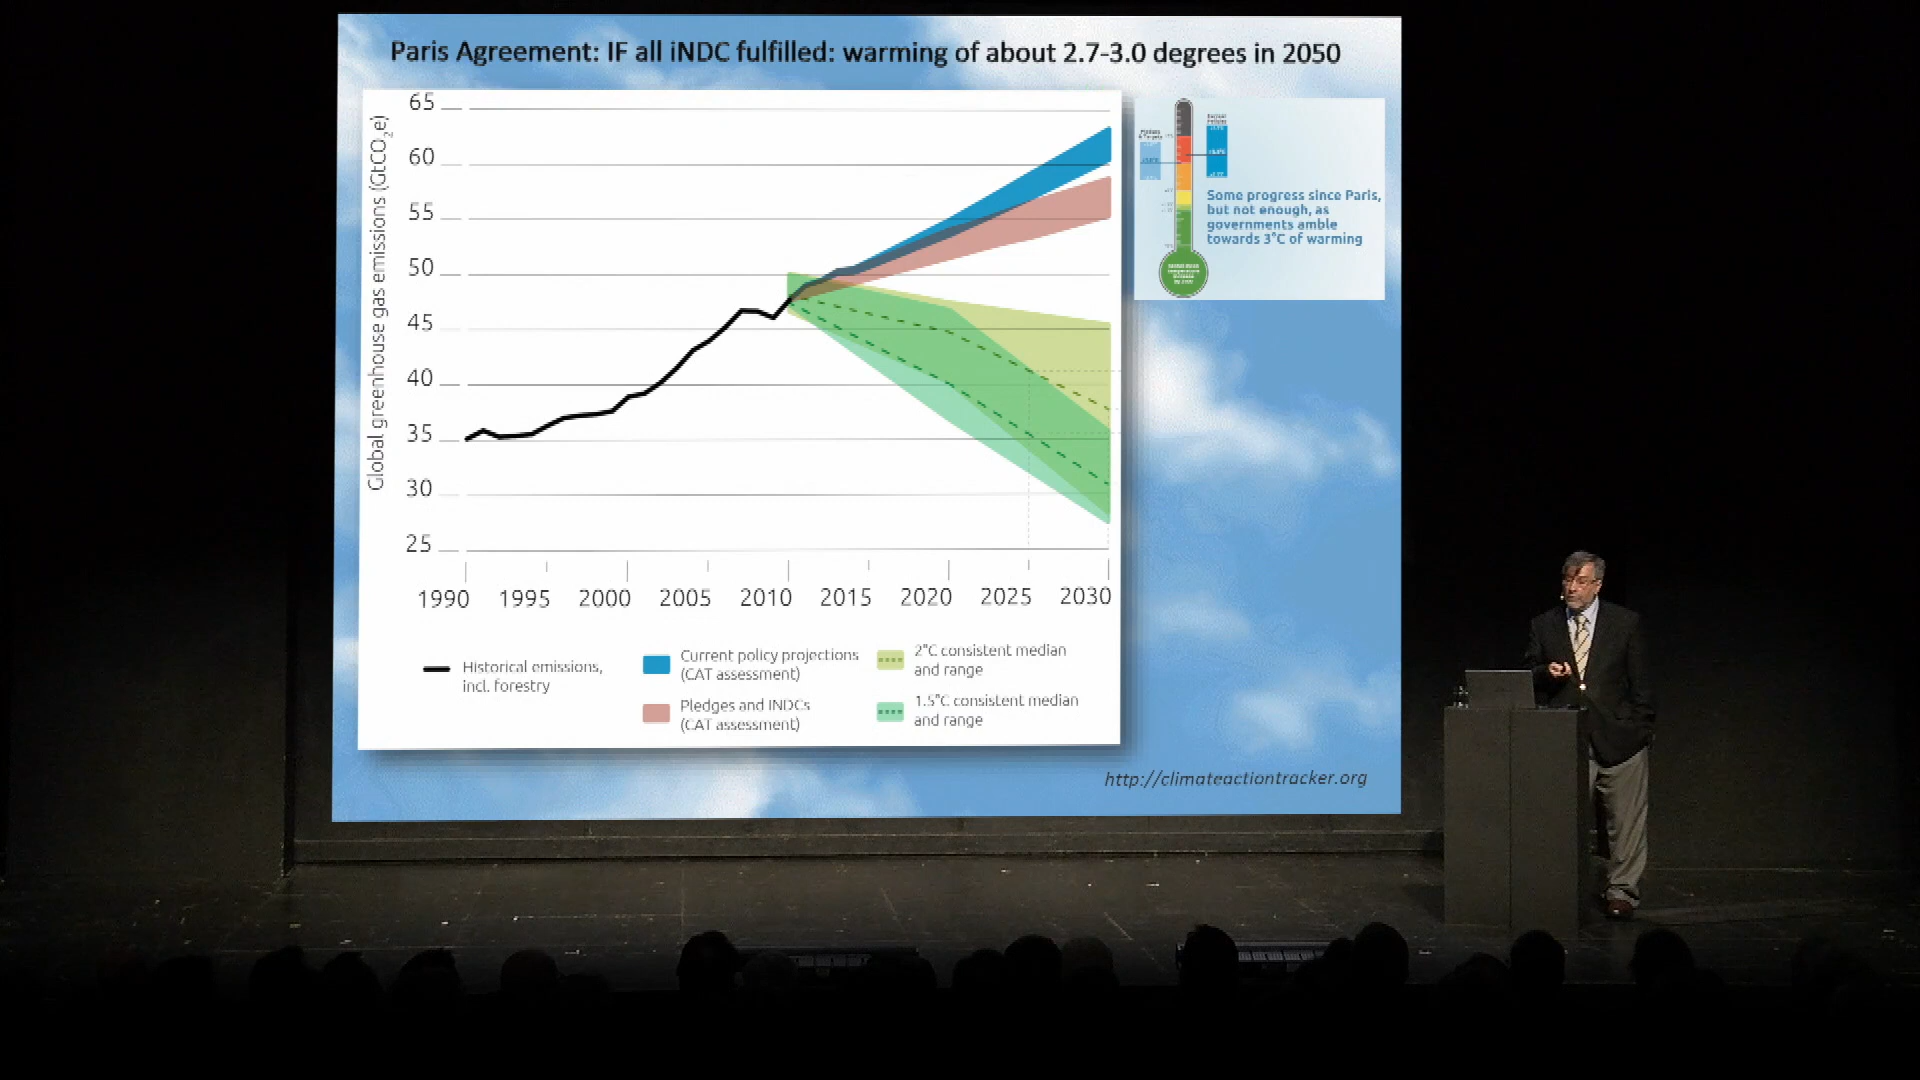 Paris Agreement: IF all iNDC fulfilled: warming of about 2.7-3.0 degrees in 2050
Global greenhouse gas emissions (GtCO₂e)
65
60
55
50
45
40
35
30
25
1990 1995 2000 2005 2010 2015 2020 2025 2030
Historical emissions,
incl. forestry
Current policy projections
(CAT assessment)
Pledges and INDCs
(CAT assessment)
2°C consistent median
and range
1.5°C consistent median
and range
Some progress since Paris,
but not enough, as
governments amble
towards 3°C of warming
http://climateactiontracker.org